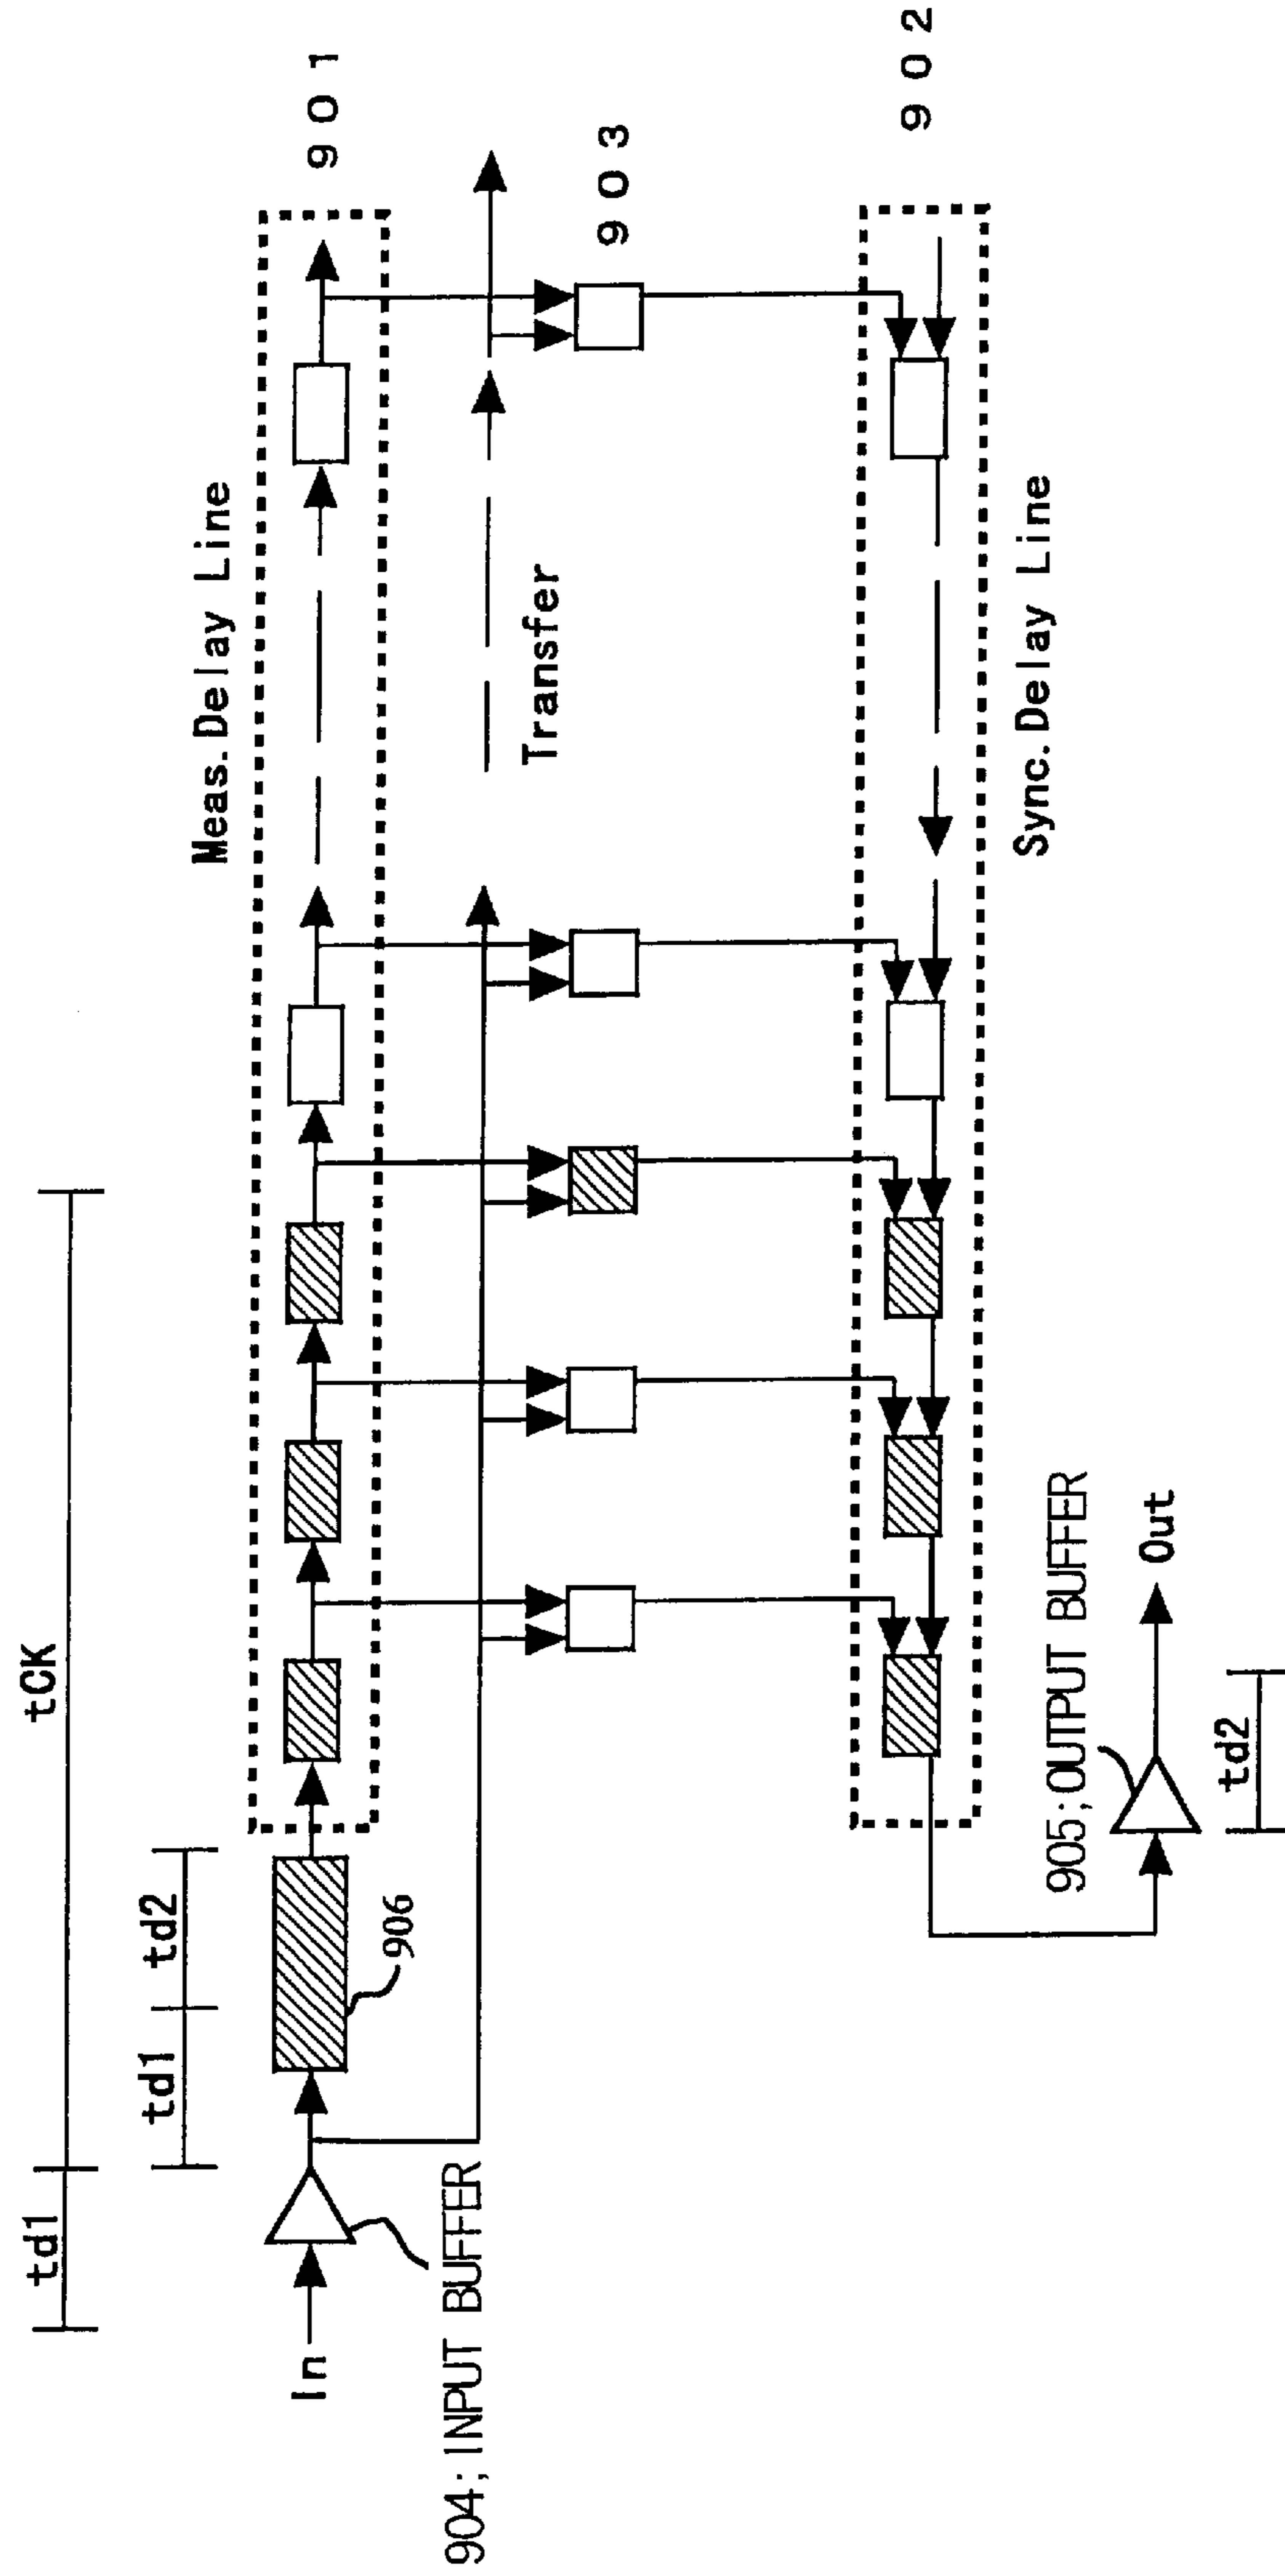 td1
tCK
td1
td2
Meas.Delay Line
901
In
906
904;INPUT BUFFER
Transfer
903
902
Sync.Delay Line
905;OUTPUT BUFFER
Out
td2